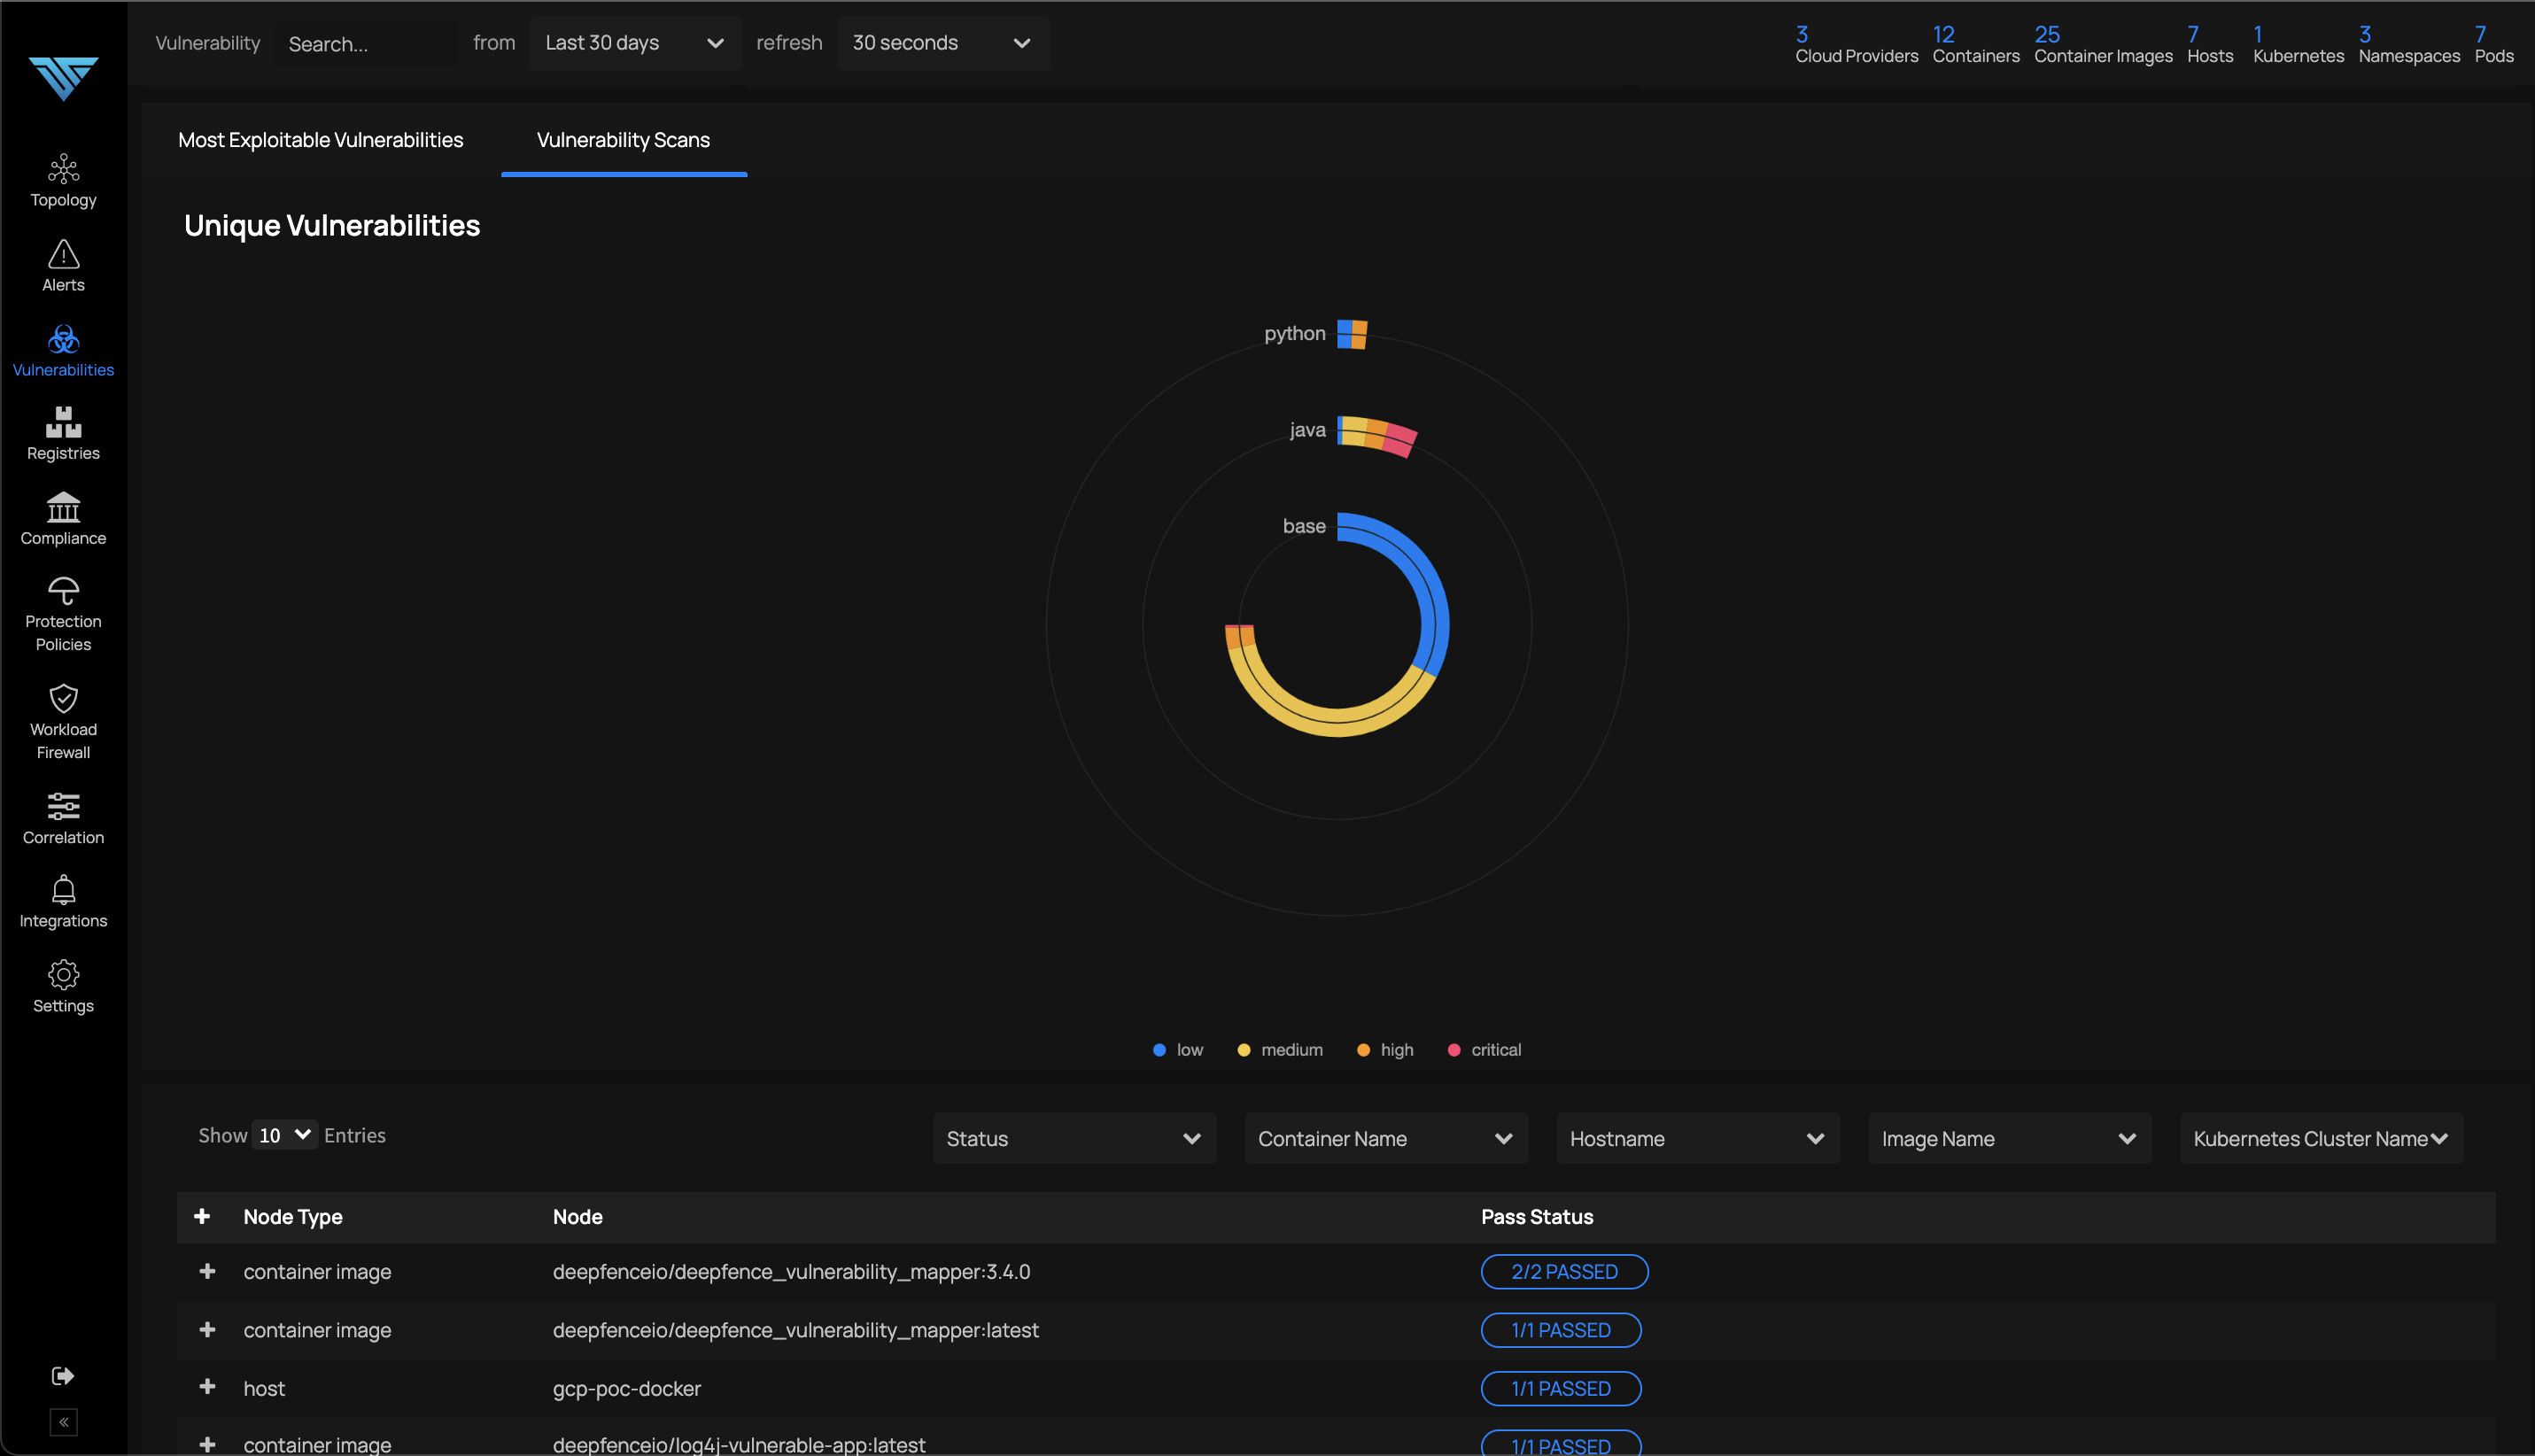 Vulnerability Search... from Last 30 days refresh 30 seconds
3 12 25 7 1 3 7
Cloud Providers Containers Container Images Hosts Kubernetes Namespaces Pods
Topology
Alerts
Vulnerabilities
Registries
Compliance
Protection
Policies
Workload
Firewall
Correlation
Integrations
Settings
Most Exploitable Vulnerabilities Vulnerability Scans
Unique Vulnerabilities
python
java
base
low medium high critical
Show 10 Entries Status Container Name Hostname Image Name Kubernetes Cluster Name
Node Type Node Pass Status
container image deepfenceio/deepfence_vulnerability_mapper:3.4.0 2/2 PASSED
container image deepfenceio/deepfence_vulnerability_mapper:latest 1/1 PASSED
host gcp-poc-docker 1/1 PASSED
container image deepfenceio/log4j-vulnerable-app:latest 1/1 PASSED